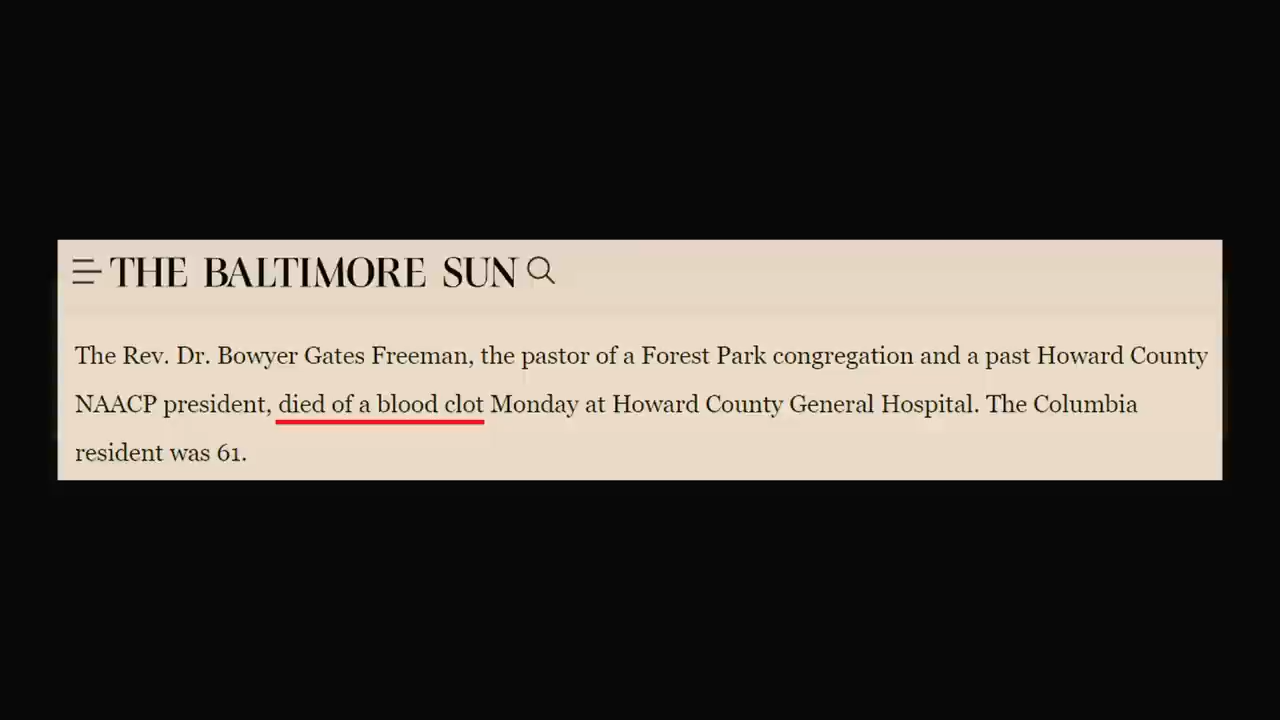 THE BALTIMORE SUN
The Rev. Dr. Bowyer Gates Freeman, the pastor of a Forest Park congregation and a past Howard County
NAACP president, died of a blood clot Monday at Howard County General Hospital. The Columbia
resident was 61.